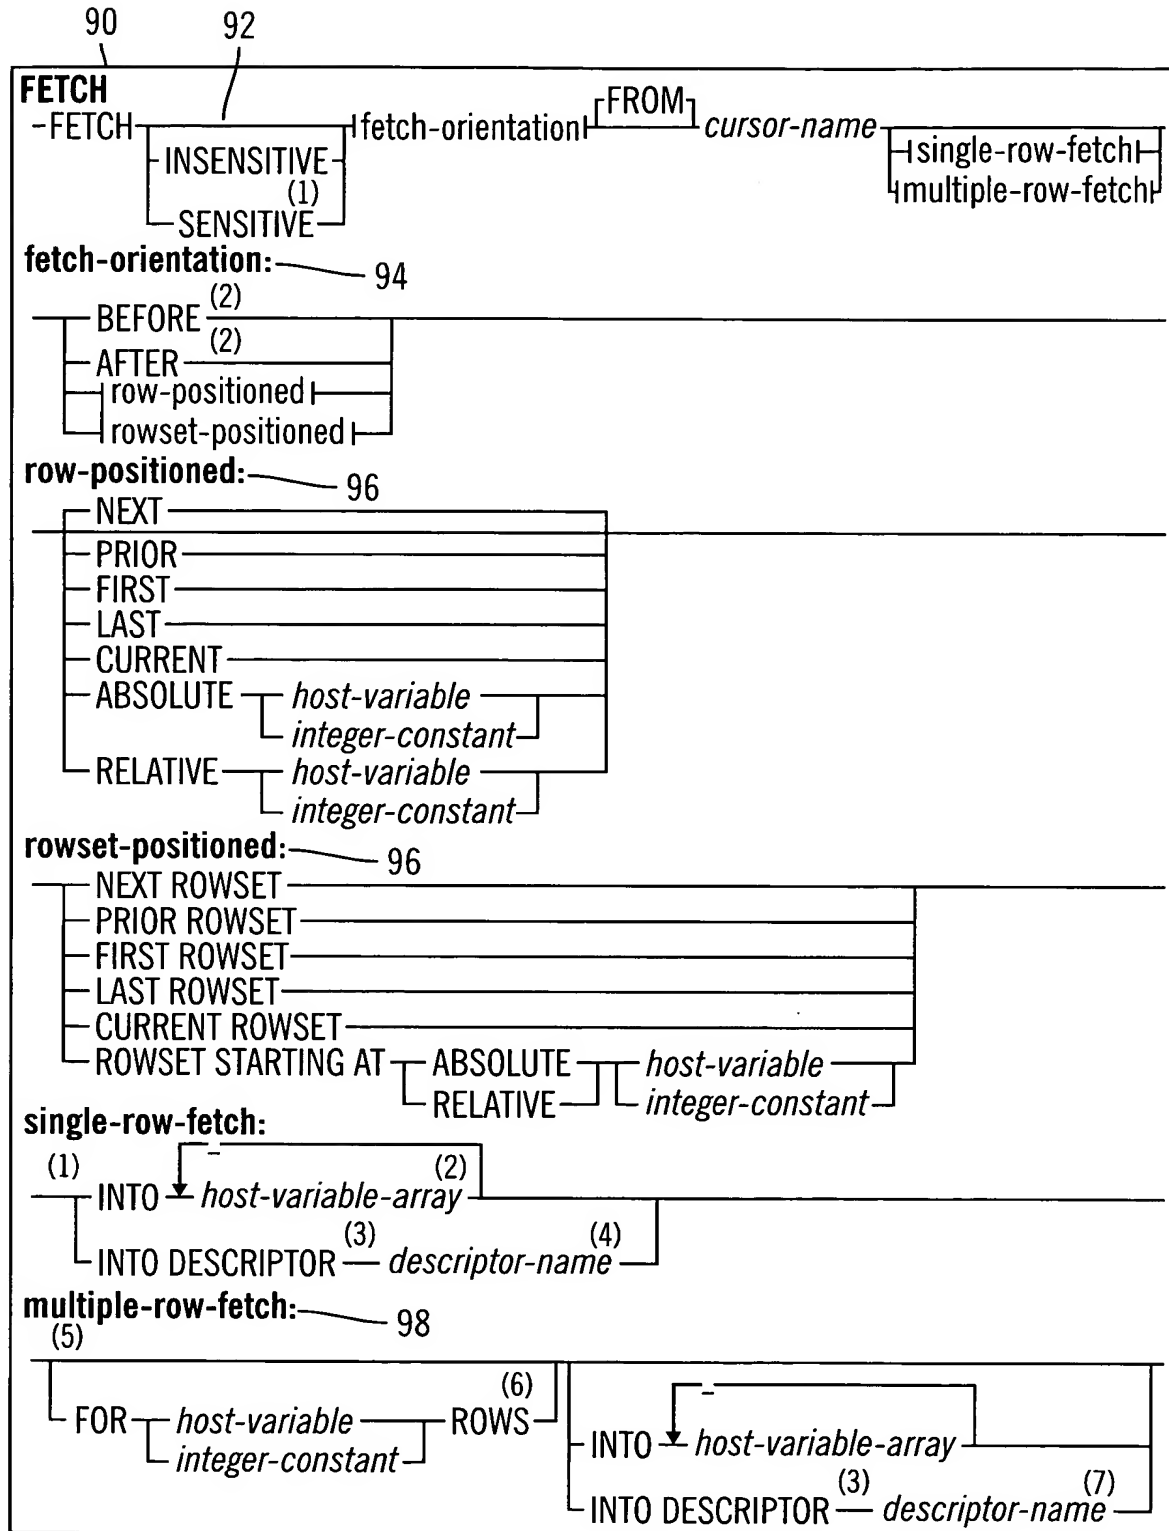 90 92
FETCH
FETCH fetch-orientation FROM cursor-name
INSENSITIVE single-row-fetch
(1) multiple-row-fetch
SENSITIVE
fetch-orientation: 94
(2)
BEFORE
(2)
AFTER
row-positioned
rowset-positioned
row-positioned: 96
NEXT
PRIOR
FIRST
LAST
CURRENT
ABSOLUTE host-variable
integer-constant
RELATIVE host-variable
integer-constant
rowset-positioned: 96
NEXT ROWSET
PRIOR ROWSET
FIRST ROWSET
LAST ROWSET
CURRENT ROWSET
ROWSET STARTING AT ABSOLUTE host-variable
RELATIVE integer-constant
single-row-fetch:
(1) (2)
INTO host-variable-array
(3) (4)
INTO DESCRIPTOR descriptor-name
multiple-row-fetch: 98
(5)
(6)
FOR host-variable ROWS
integer-constant
INTO host-variable-array
(3) (7)
INTO DESCRIPTOR descriptor-name